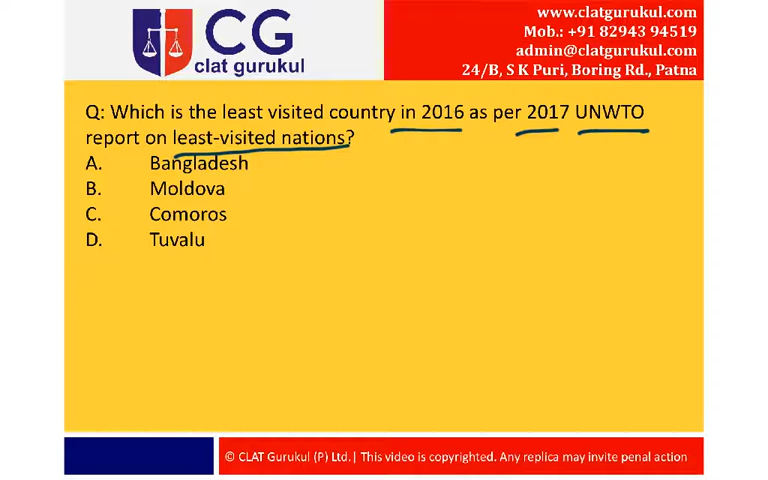 CG
clat gurukul
www.clatgurukul.com
Mob.: +91 82943 94519
admin@clatgurukul.com
24/B, S K Puri, Boring Rd., Patna
Q: Which is the least visited country in 2016 as per 2017 UNWTO
report on least-visited nations?
A. Bangladesh
B. Moldova
C. Comoros
D. Tuvalu
© CLAT Gurukul (P) Ltd.| This video is copyrighted. Any replica may invite penal action